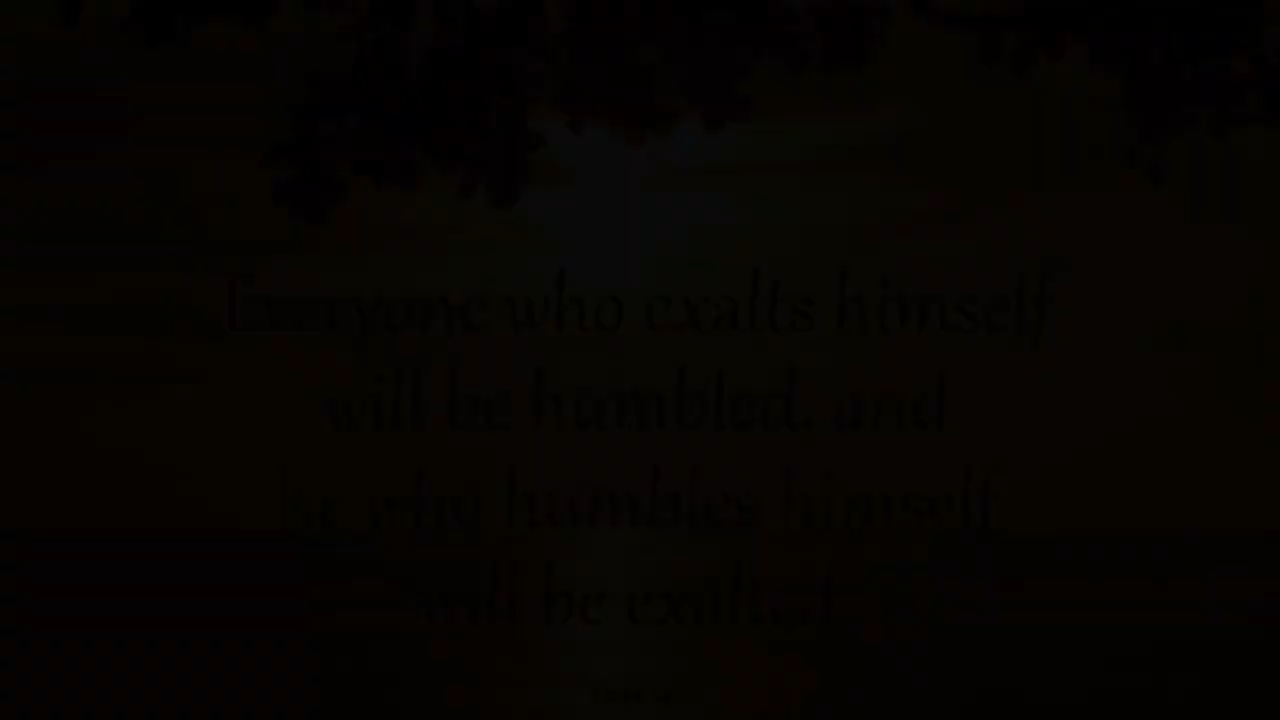 Everyone who exalts himself
will be humbled, and
he who humbles himself
will be exalted